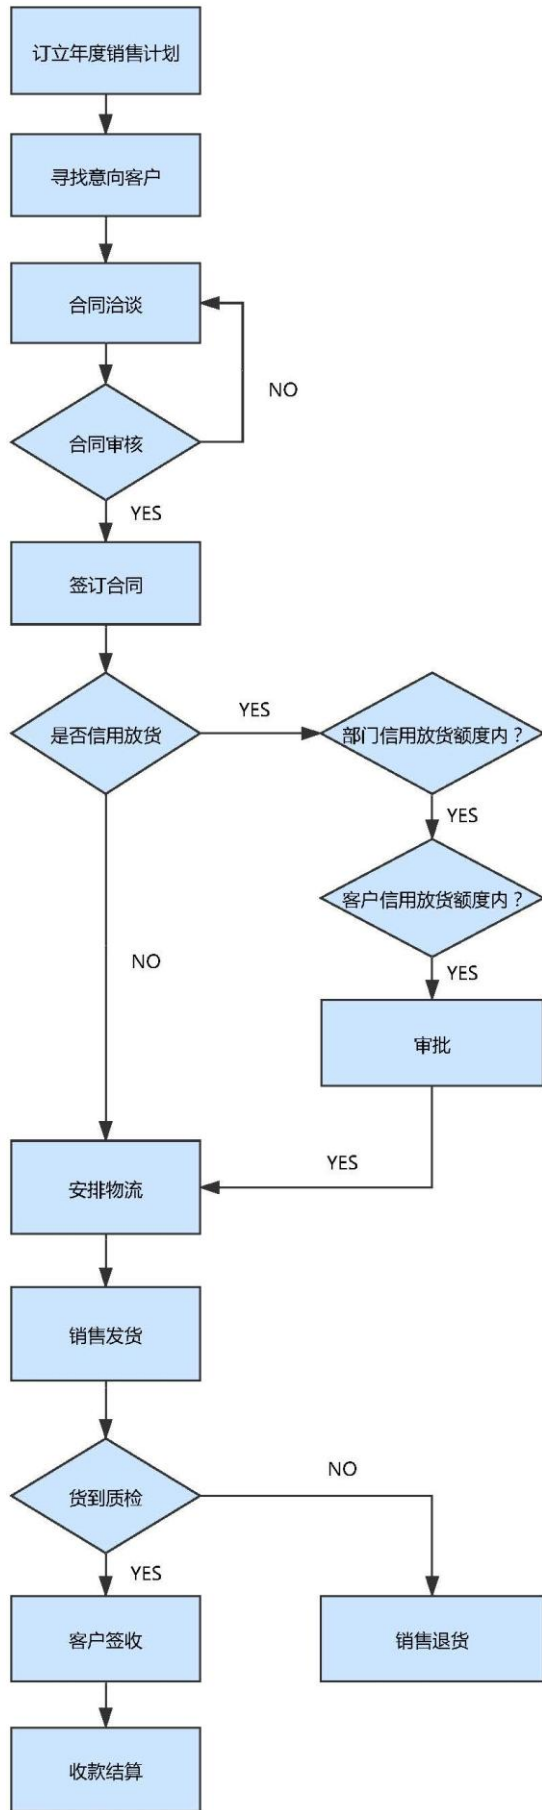 订立年度销售计划
寻找意向客户
合同洽谈
NO
合同审核
YES
签订合同
是否信用放货
YES
部门信用放货额度内？
YES
客户信用放货额度内？
NO
YES
审批
YES
安排物流
销售发货
货到质检
NO
YES
客户签收
销售退货
收款结算